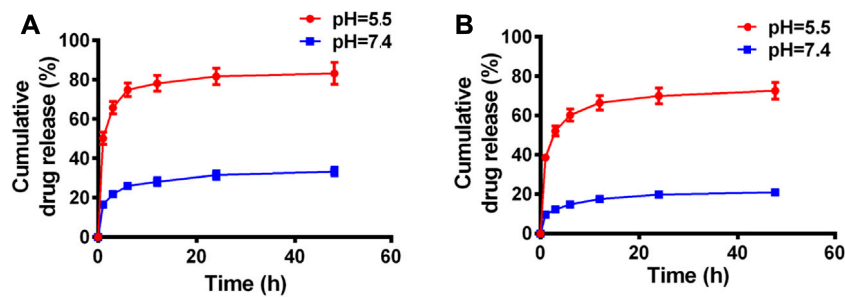 A
pH=5.5
pH=7.4
Cumulative
drug release (%)
100
80
60
40
20
0
0 20 40 60
Time (h)
B
pH=5.5
pH=7.4
Cumulative
drug release (%)
100
80
60
40
20
0
0 20 40 60
Time (h)